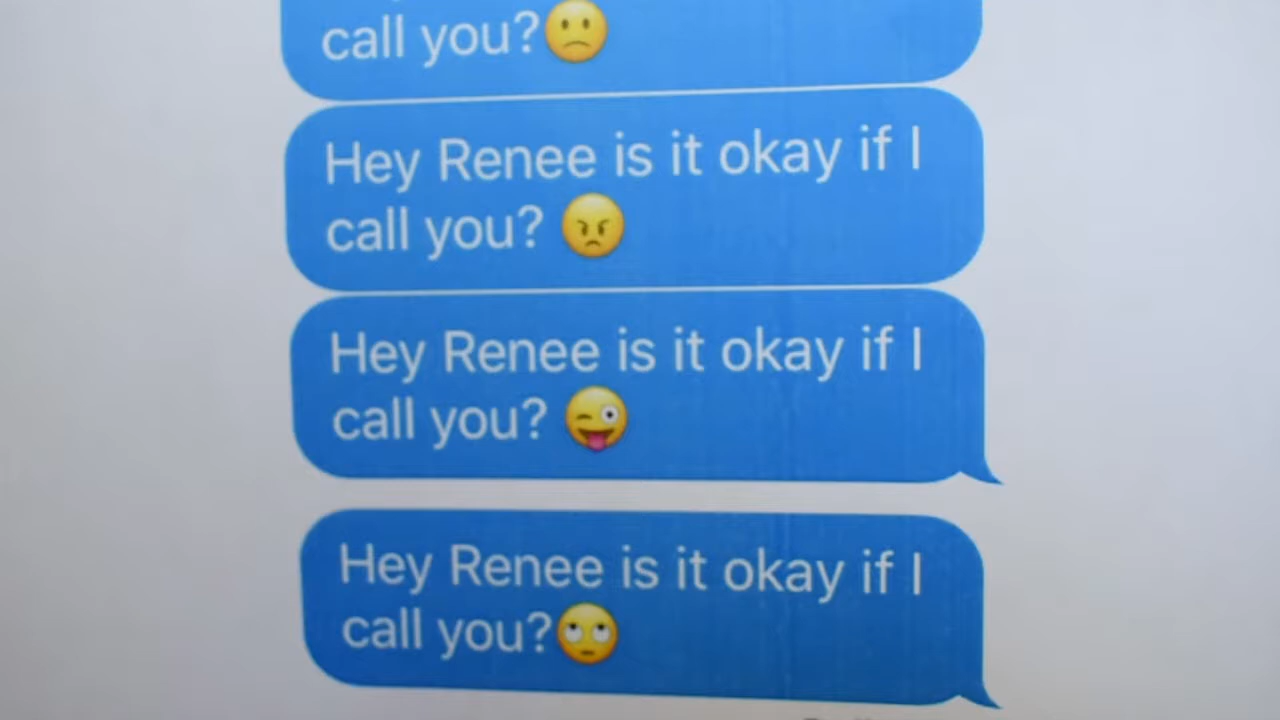 call you?🙁
Hey Renee is it okay if I
call you? 😠
Hey Renee is it okay if I
call you? 😜
Hey Renee is it okay if I
call you?🙄